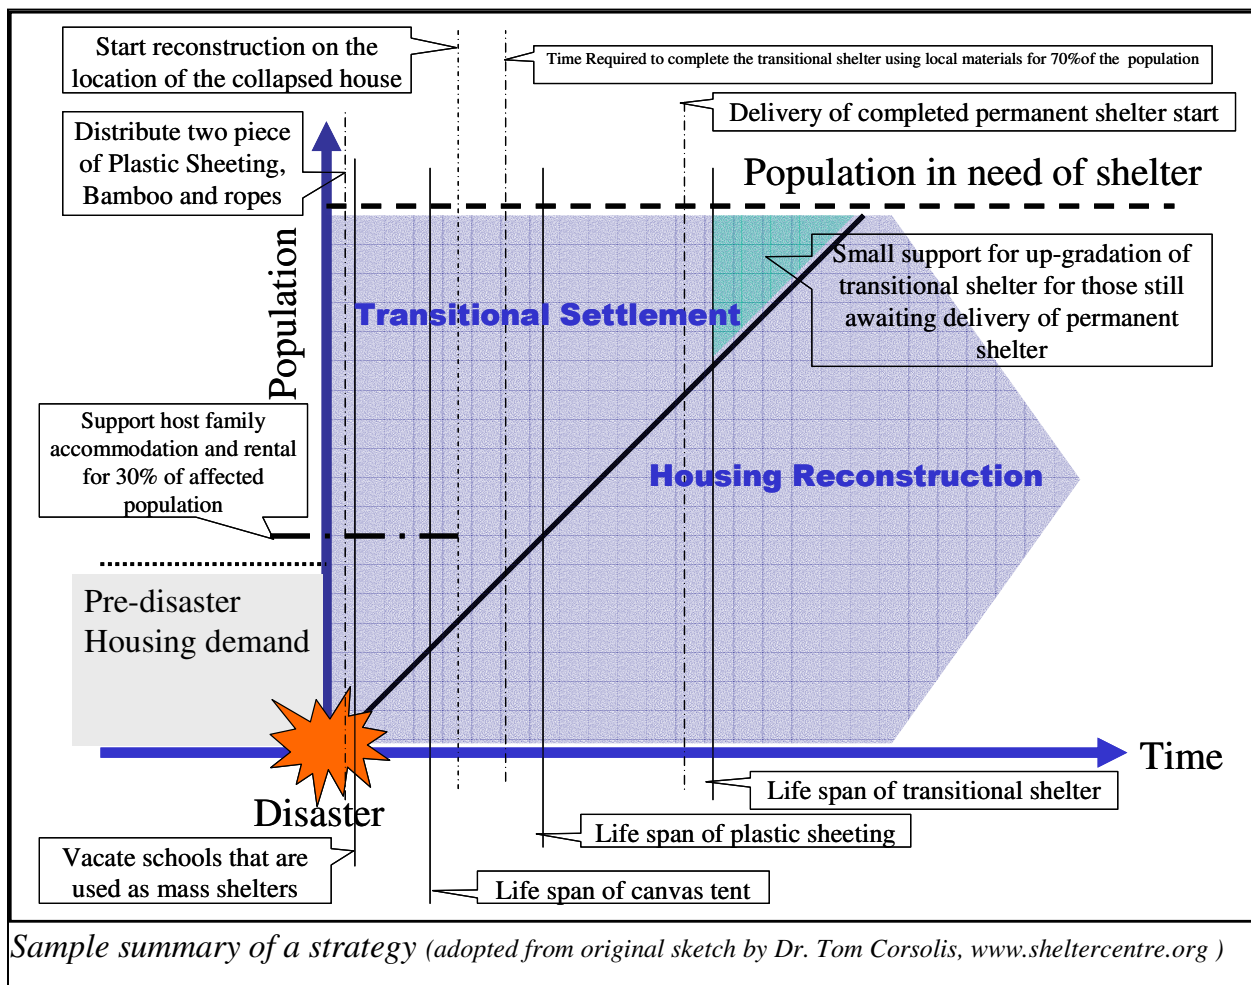 Start reconstruction on the
location of the collapsed house
Time Required to complete the transitional shelter using local materials for 70%of the population
Delivery of completed permanent shelter start
Distribute two piece
of Plastic Sheeting,
Bamboo and ropes
Population in need of shelter
Population
Small support for up-gradation of
transitional shelter for those still
awaiting delivery of permanent
shelter
Transitional Settlement
Support host family
accommodation and rental
for 30% of affected
population
Housing Reconstruction
Pre-disaster
Housing demand
Time
Disaster
Life span of transitional shelter
Life span of plastic sheeting
Vacate schools that are
used as mass shelters
Life span of canvas tent
Sample summary of a strategy (adopted from original sketch by Dr. Tom Corsolis, www.sheltercentre.org )